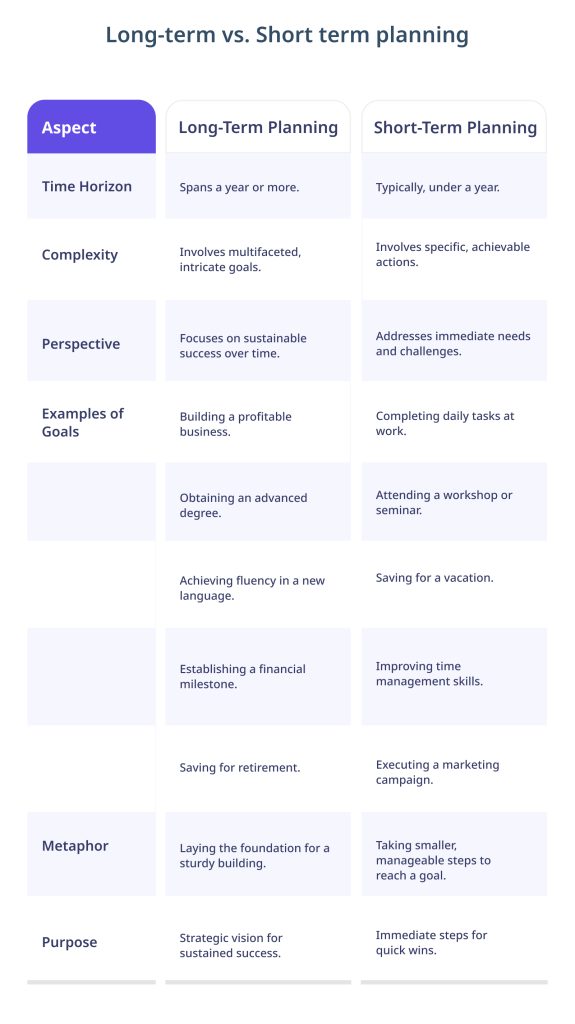 Long-term vs. Short term planning
Aspect
Long-Term Planning
Short-Term Planning
Time Horizon
Spans a year or more.
Typically, under a year.
Complexity
Involves multifaceted,
intricate goals.
Involves specific, achievable
actions.
Perspective
Focuses on sustainable
success over time.
Addresses immediate needs
and challenges.
Examples of
Goals
Building a profitable
business.
Completing daily tasks at
work.
Obtaining an advanced
degree.
Attending a workshop or
seminar.
Achieving fluency in a new
language.
Saving for a vacation.
Establishing a financial
milestone.
Improving time
management skills.
Saving for retirement.
Executing a marketing
campaign.
Metaphor
Laying the foundation for a
sturdy building.
Taking smaller,
manageable steps to
reach a goal.
Purpose
Strategic vision for
sustained success.
Immediate steps for
quick wins.